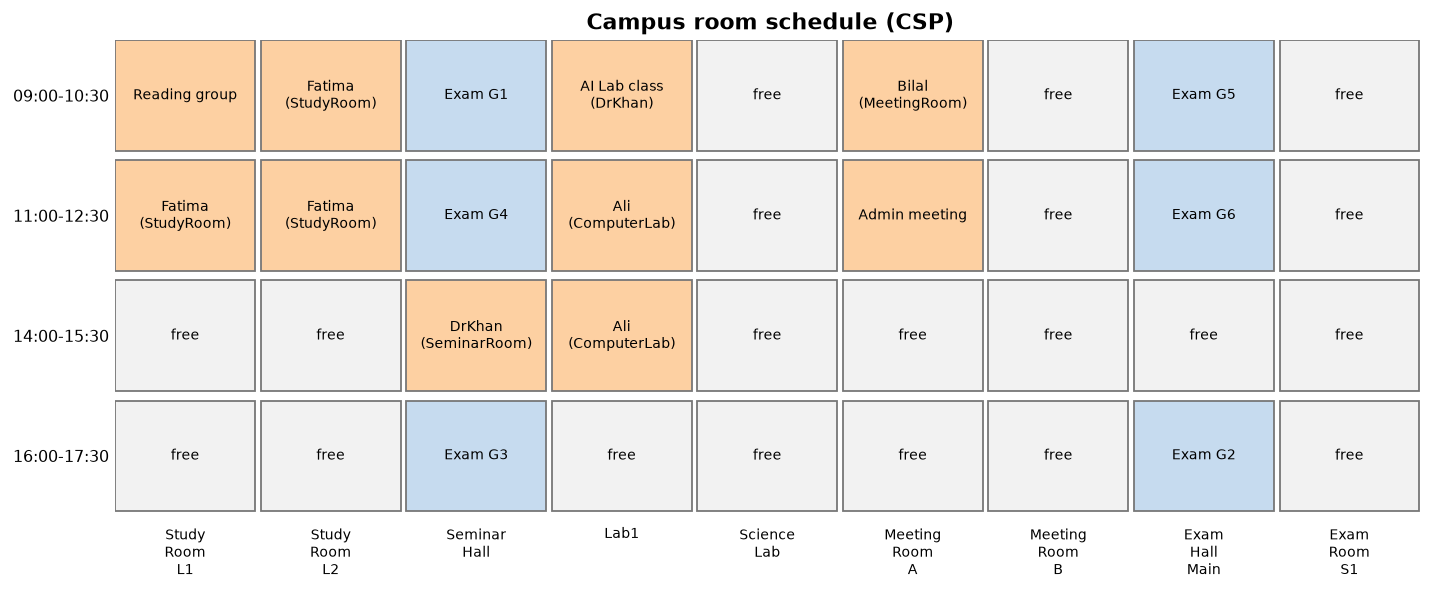 Campus room schedule (CSP)
09:00-10:30
Reading group
Fatima
(StudyRoom)
Exam G1
AI Lab class
(DrKhan)
free
Bilal
(MeetingRoom)
free
Exam G5
free
11:00-12:30
Fatima
(StudyRoom)
Fatima
(StudyRoom)
Exam G4
Ali
(ComputerLab)
free
Admin meeting
free
Exam G6
free
14:00-15:30
free
free
DrKhan
(SeminarRoom)
Ali
(ComputerLab)
free
free
free
free
free
16:00-17:30
free
free
Exam G3
free
free
free
free
Exam G2
free
Study
Room
L1
Study
Room
L2
Seminar
Hall
Lab1
Science
Lab
Meeting
Room
A
Meeting
Room
B
Exam
Hall
Main
Exam
Room
S1